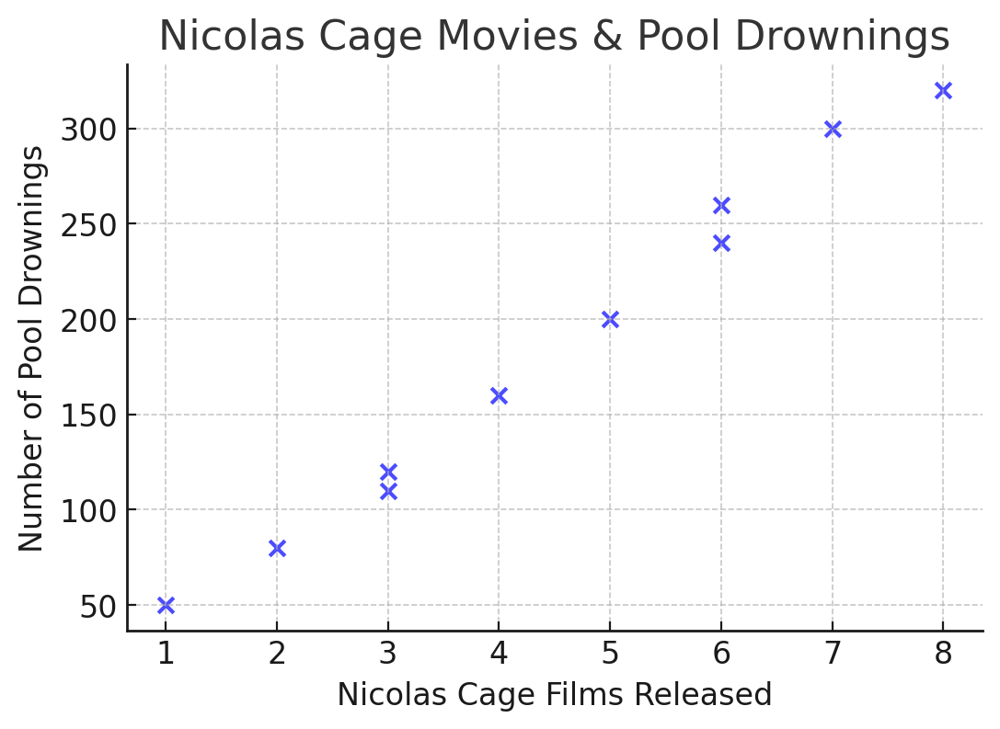 Nicolas Cage Movies & Pool Drownings
Number of Pool Drownings
300
250
200
150
100
50
1 2 3 4 5 6 7 8
Nicolas Cage Films Released